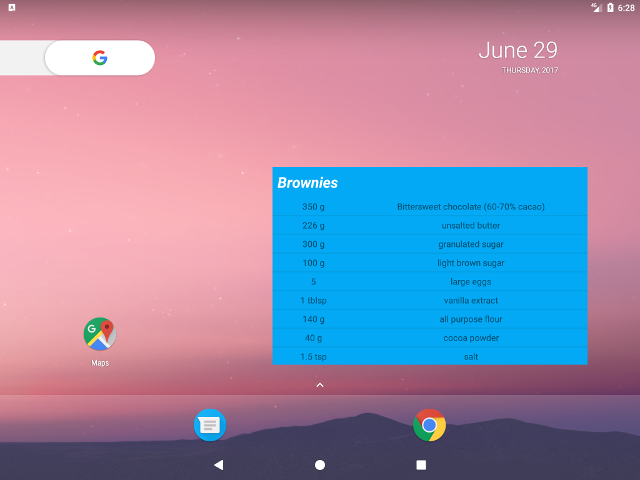 6:28
June 29
THURSDAY, 2017
Brownies
350 g Bittersweet chocolate (60-70% cacao)
226 g unsalted butter
300 g granulated sugar
100 g light brown sugar
5 large eggs
1 tblsp vanilla extract
140 g all purpose flour
40 g cocoa powder
1.5 tsp salt
Maps